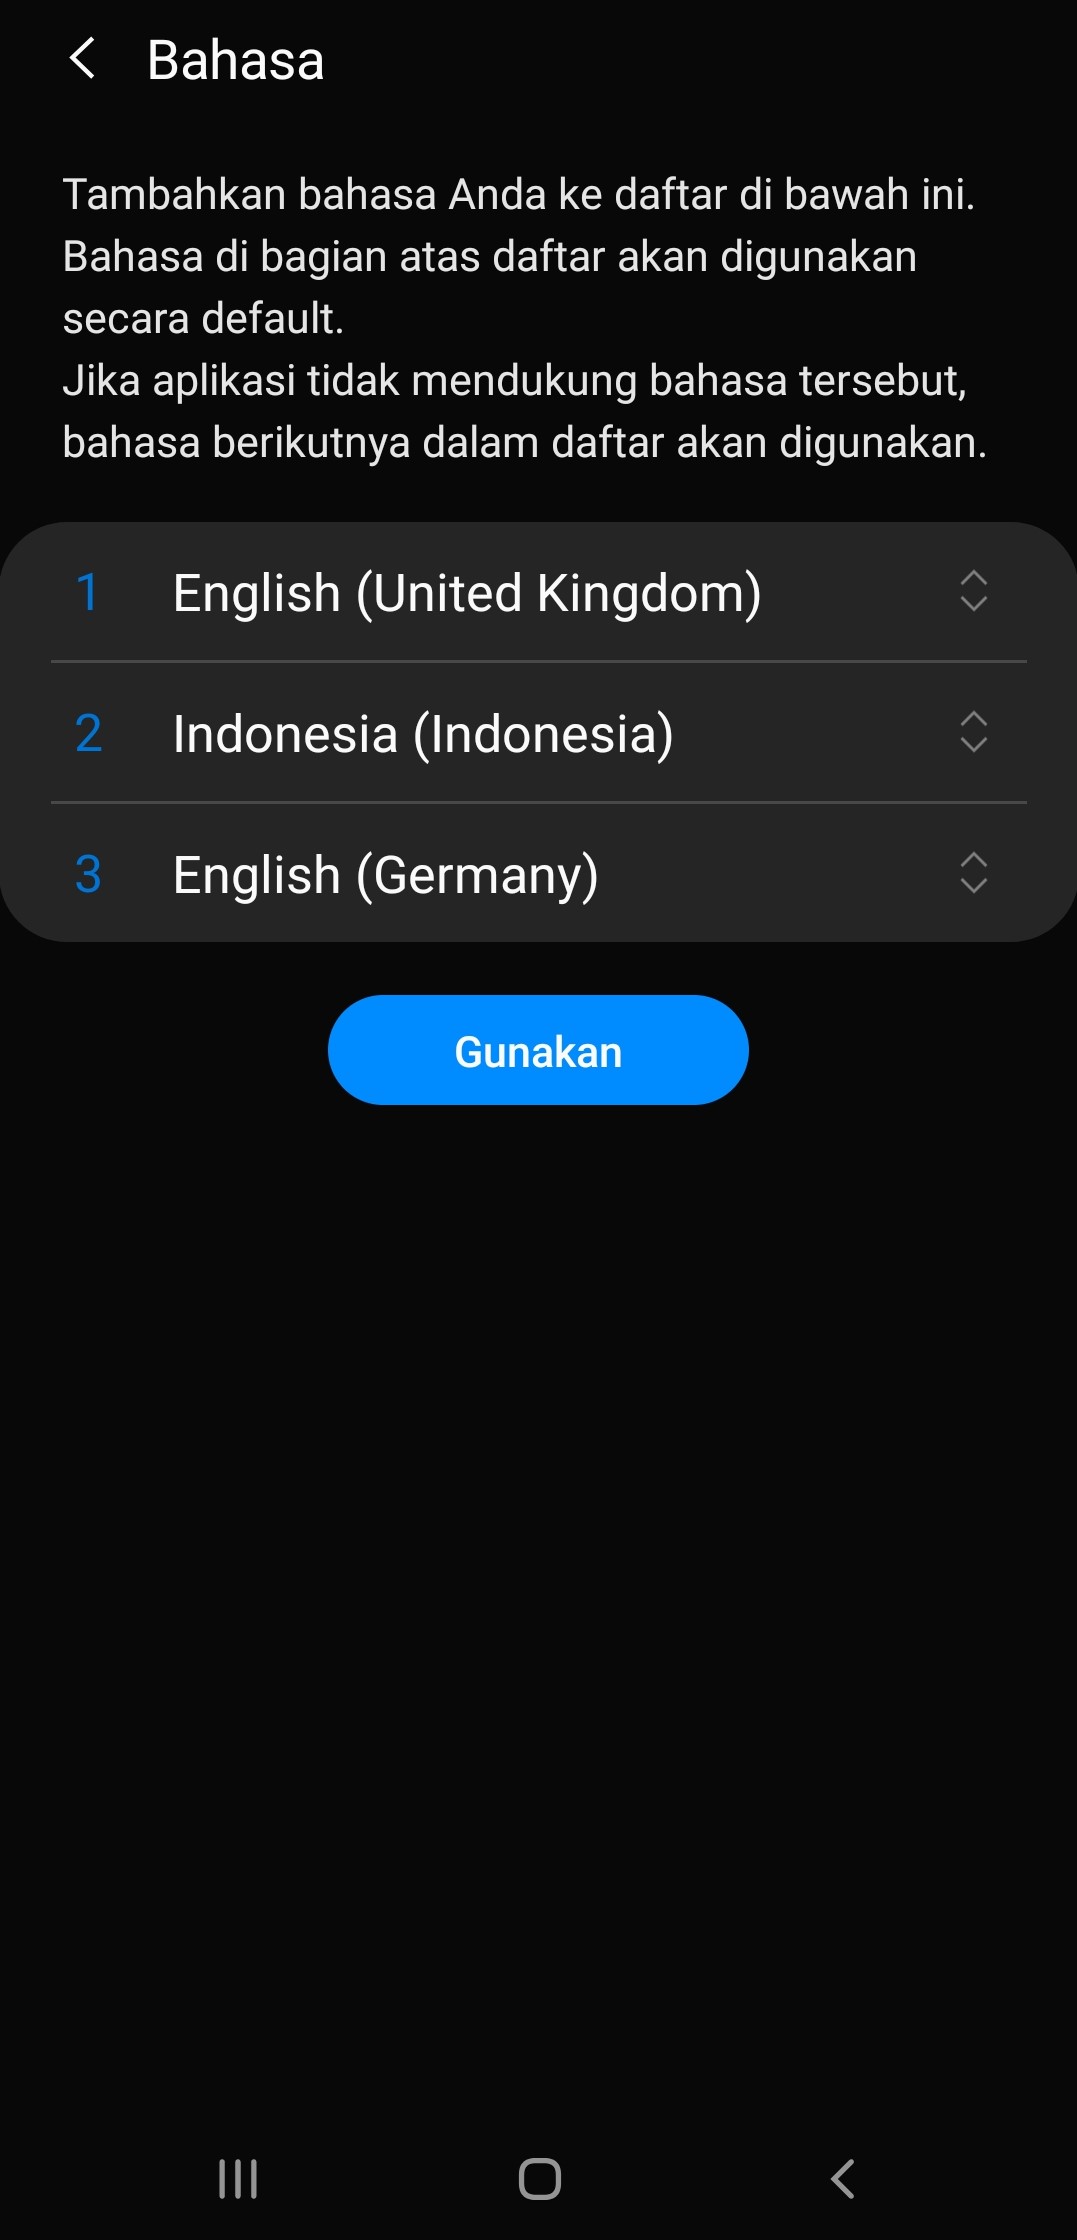 Bahasa
Tambahkan bahasa Anda ke daftar di bawah ini.
Bahasa di bagian atas daftar akan digunakan
secara default.
Jika aplikasi tidak mendukung bahasa tersebut,
bahasa berikutnya dalam daftar akan digunakan.
1 English (United Kingdom)
2 Indonesia (Indonesia)
3 English (Germany)
Gunakan